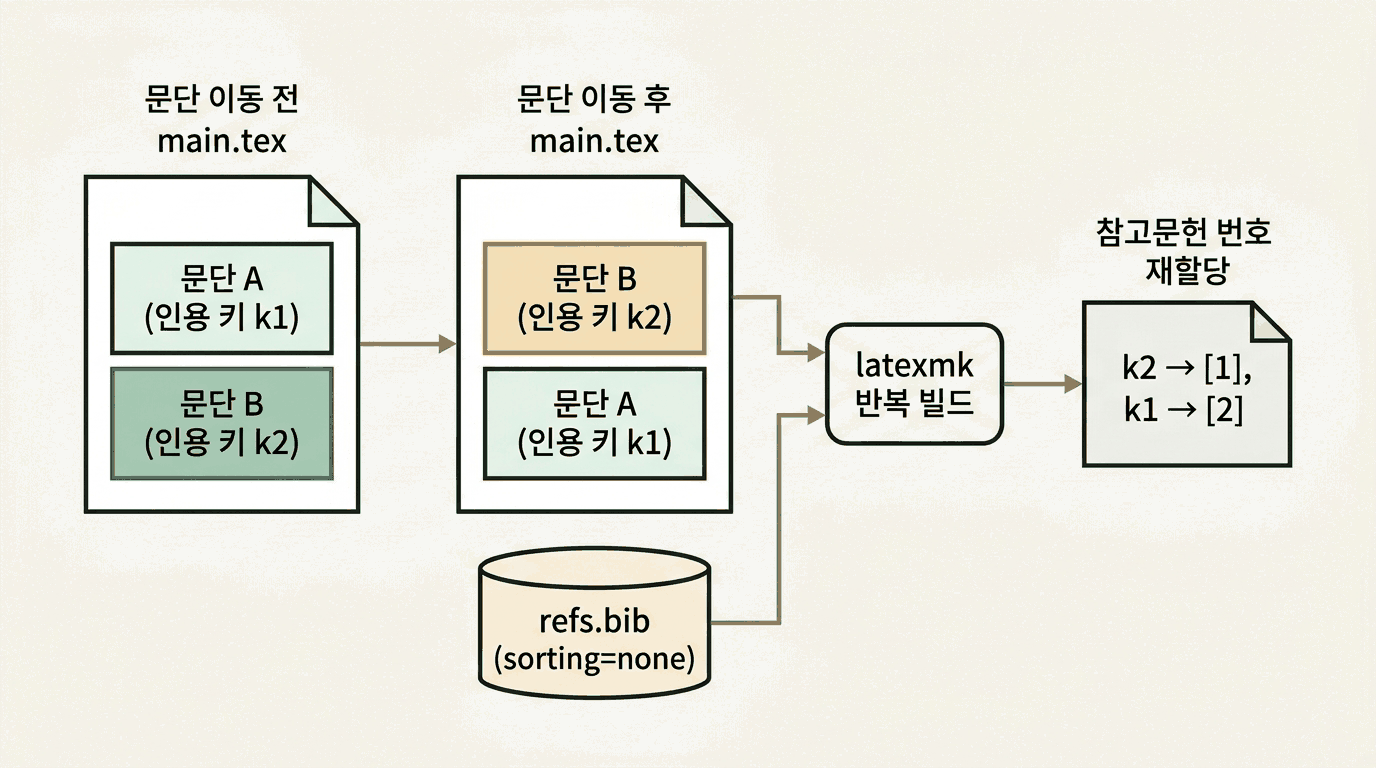 문단 이동 전
main.tex
문단 A
(인용 키 k1)
문단 B
(인용 키 k2)
문단 이동 후
main.tex
문단 B
(인용 키 k2)
문단 A
(인용 키 k1)
refs.bib
(sorting=none)
latexmk
반복 빌드
참고문헌 번호
재할당
k2 → [1],
k1 → [2]